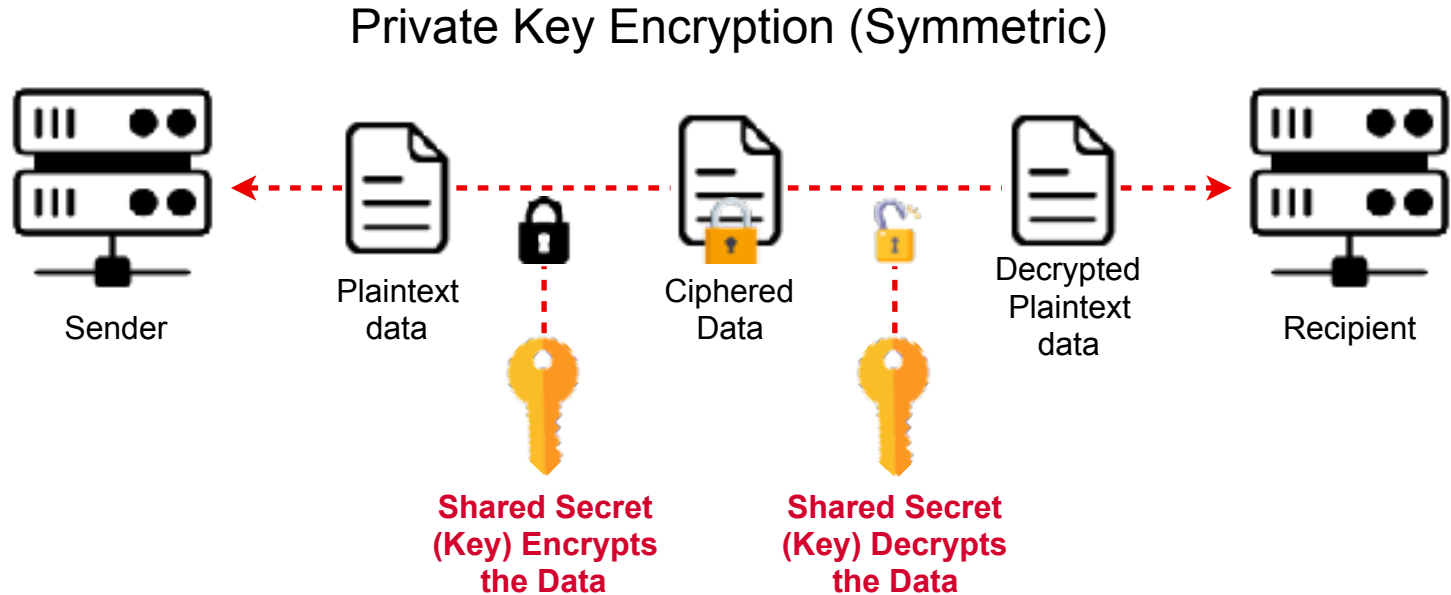 Private Key Encryption (Symmetric)
Sender
Plaintext
data
Ciphered
Data
Decrypted
Plaintext
data
Recipient
Shared Secret
(Key) Encrypts
the Data
Shared Secret
(Key) Decrypts
the Data